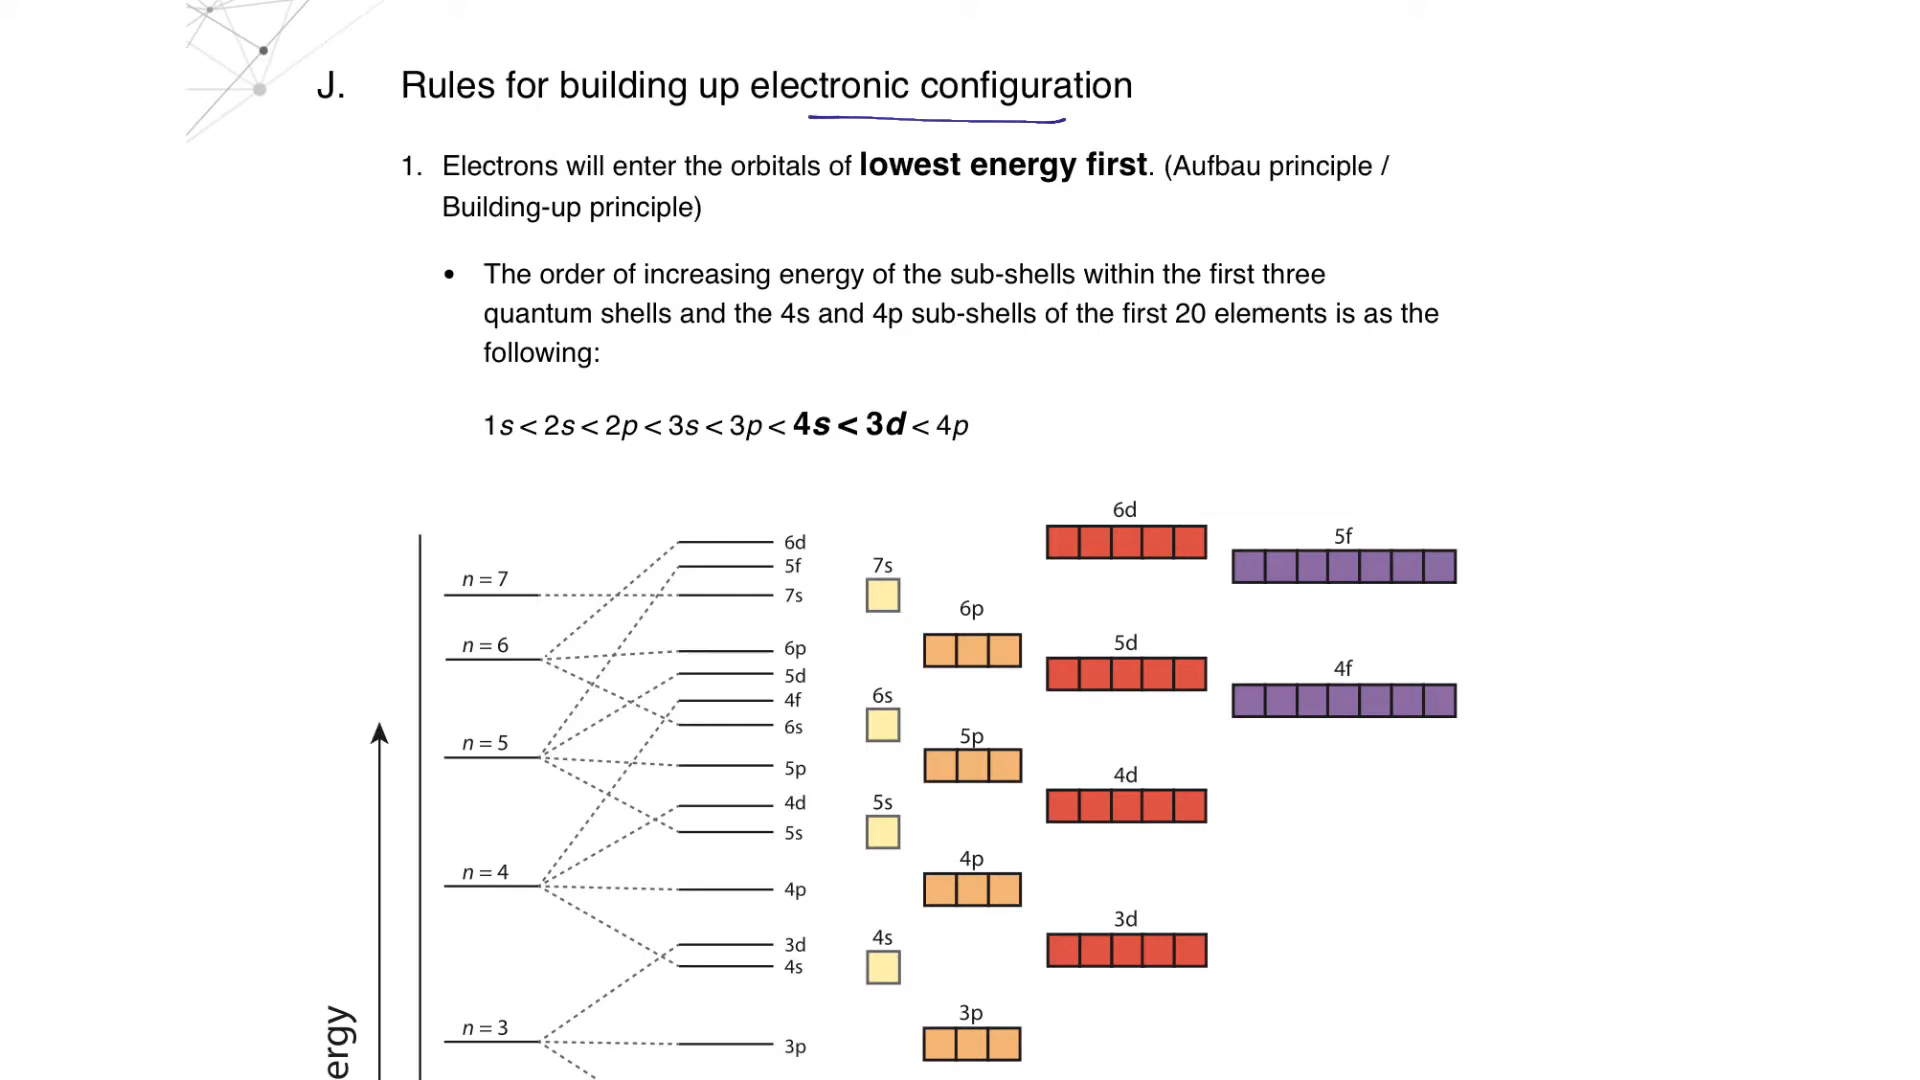 J. Rules for building up electronic configuration
1. Electrons will enter the orbitals of lowest energy first. (Aufbau principle /
Building-up principle)
• The order of increasing energy of the sub-shells within the first three
quantum shells and the 4s and 4p sub-shells of the first 20 elements is as the
following:
1s < 2s < 2p < 3s < 3p < 4s < 3d < 4p
6d
5f
6d
5f
7s
n = 7
7s
6p
n = 6
6p
5d
5d
4f
4f
6s
6s
5p
n = 5
5p
4d
4d
5s
5s
4p
n = 4
4p
3d
3d
4s
4s
3p
n = 3
3p
ergy